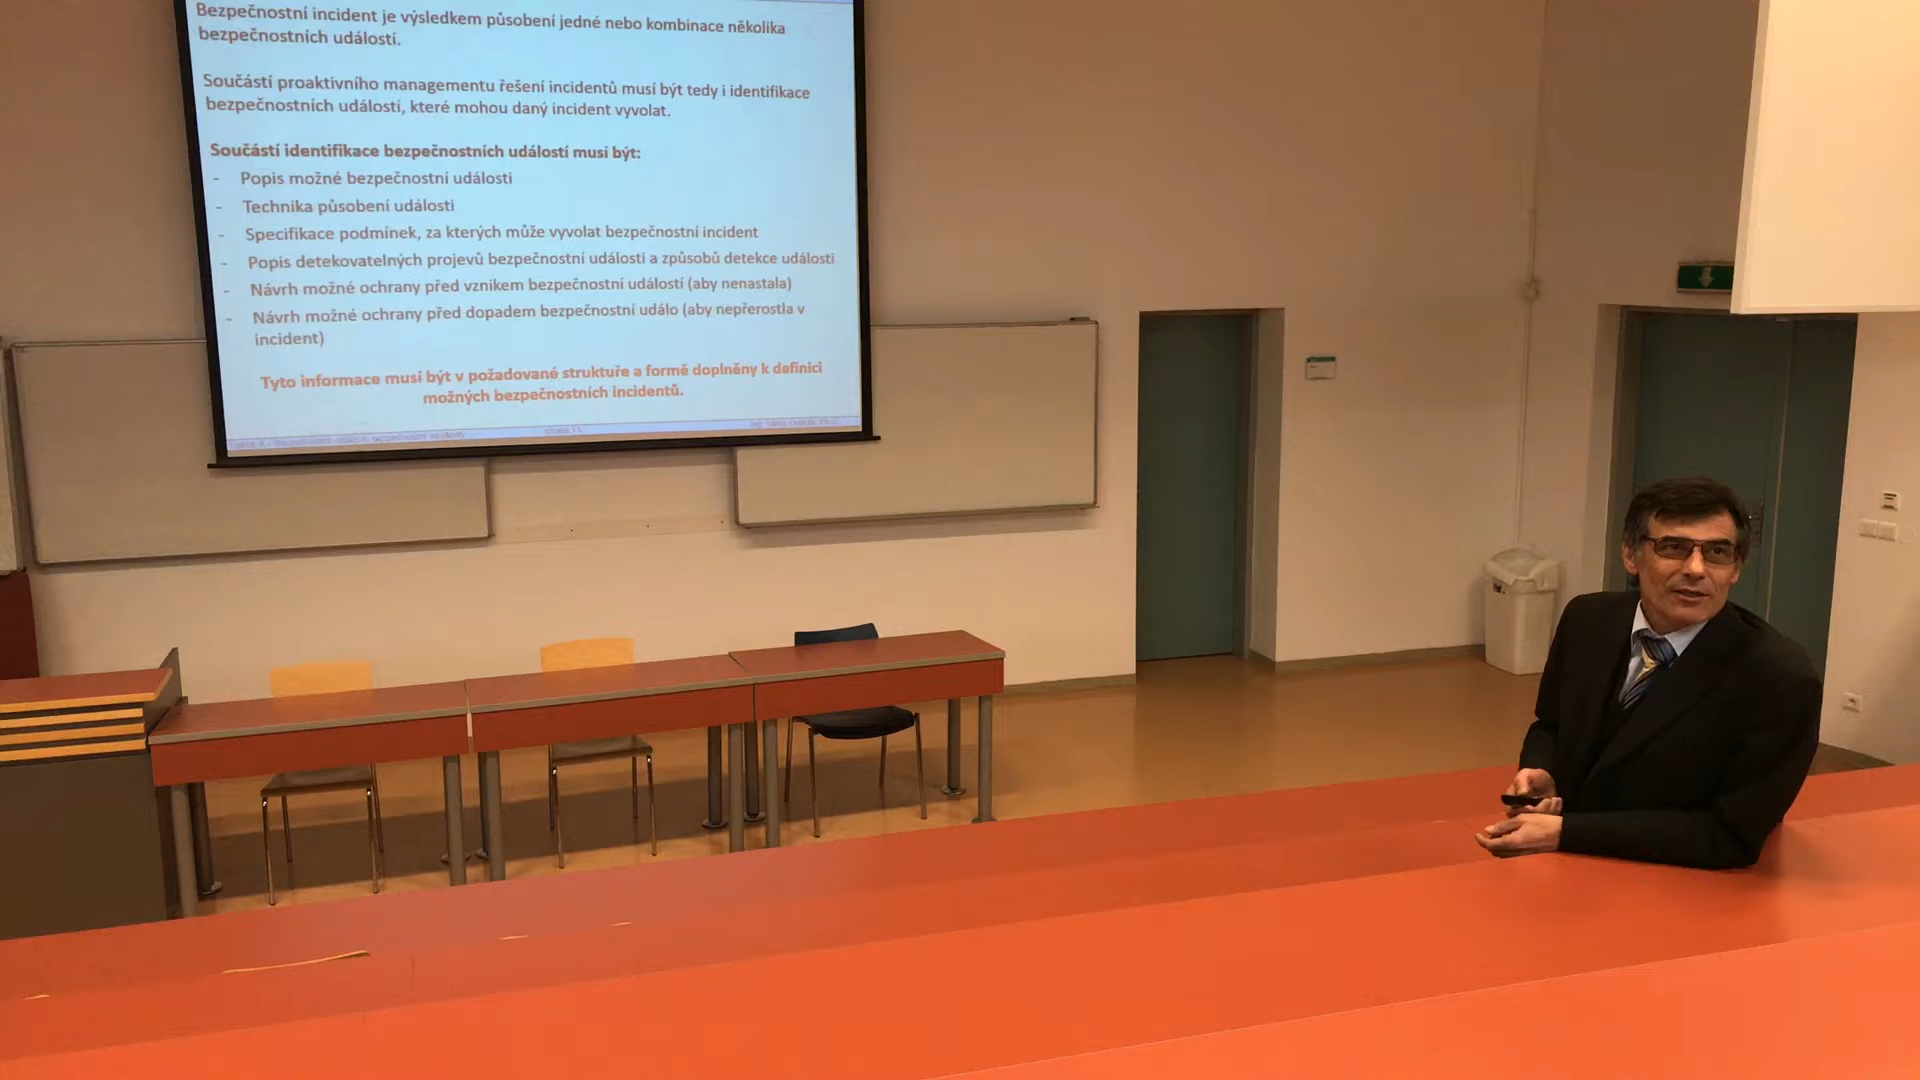 Bezpečnostní incident je výsledkem působení jedné nebo kombinace několika
bezpečnostních událostí.
Součástí proaktivního managementu řešení incidentů musí být tedy i identifikace
bezpečnostních událostí, které mohou daný incident vyvolat.
Součástí identifikace bezpečnostních událostí musí být:
- Popis možné bezpečnostní události
- Technika působení události
- Specifikace podmínek, za kterých může vyvolat bezpečnostní incident
- Popis detekovatelných projevů bezpečnostní události a způsobů detekce události
- Návrh možné ochrany před vznikem bezpečnostní událostí (aby nenastala)
- Návrh možné ochrany před dopadem bezpečnostní událo (aby nepřerostla v
incident)
Tyto informace musí být v požadované struktuře a formě doplněny k definici
možných bezpečnostních incidentů.